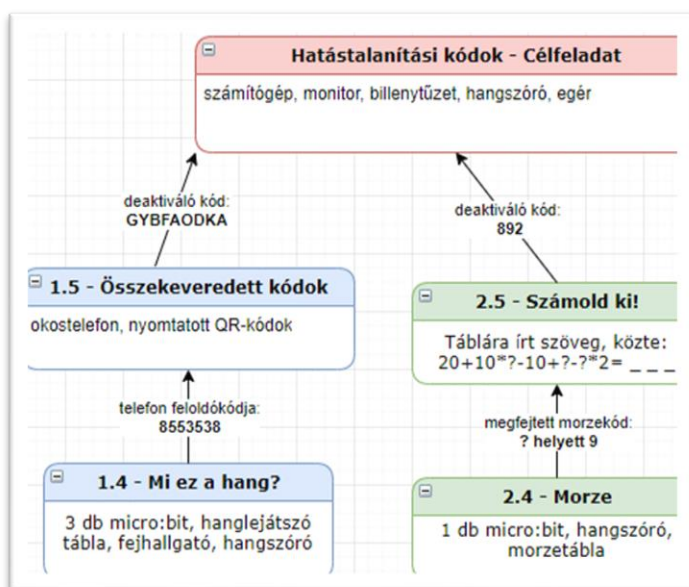 Hatástalanítási kódok - Célfeladat
számítógép, monitor, billenytűzet, hangszóró, egér
deaktiváló kód:
GYBFAODKA
deaktiváló kód:
892
1.5 - Összekeveredett kódok
okostelefon, nyomtatott QR-kódok
2.5 - Számold ki!
Táblára írt szöveg, közte:
20+10*?-10+?-?*2= _ _ _
telefon feloldókódja:
8553538
megfejtett morzekód:
? helyett 9
1.4 - Mi ez a hang?
3 db micro:bit, hanglejátszó
tábla, fejhallgató, hangszóró
2.4 - Morze
1 db micro:bit, hangszóró,
morzetábla